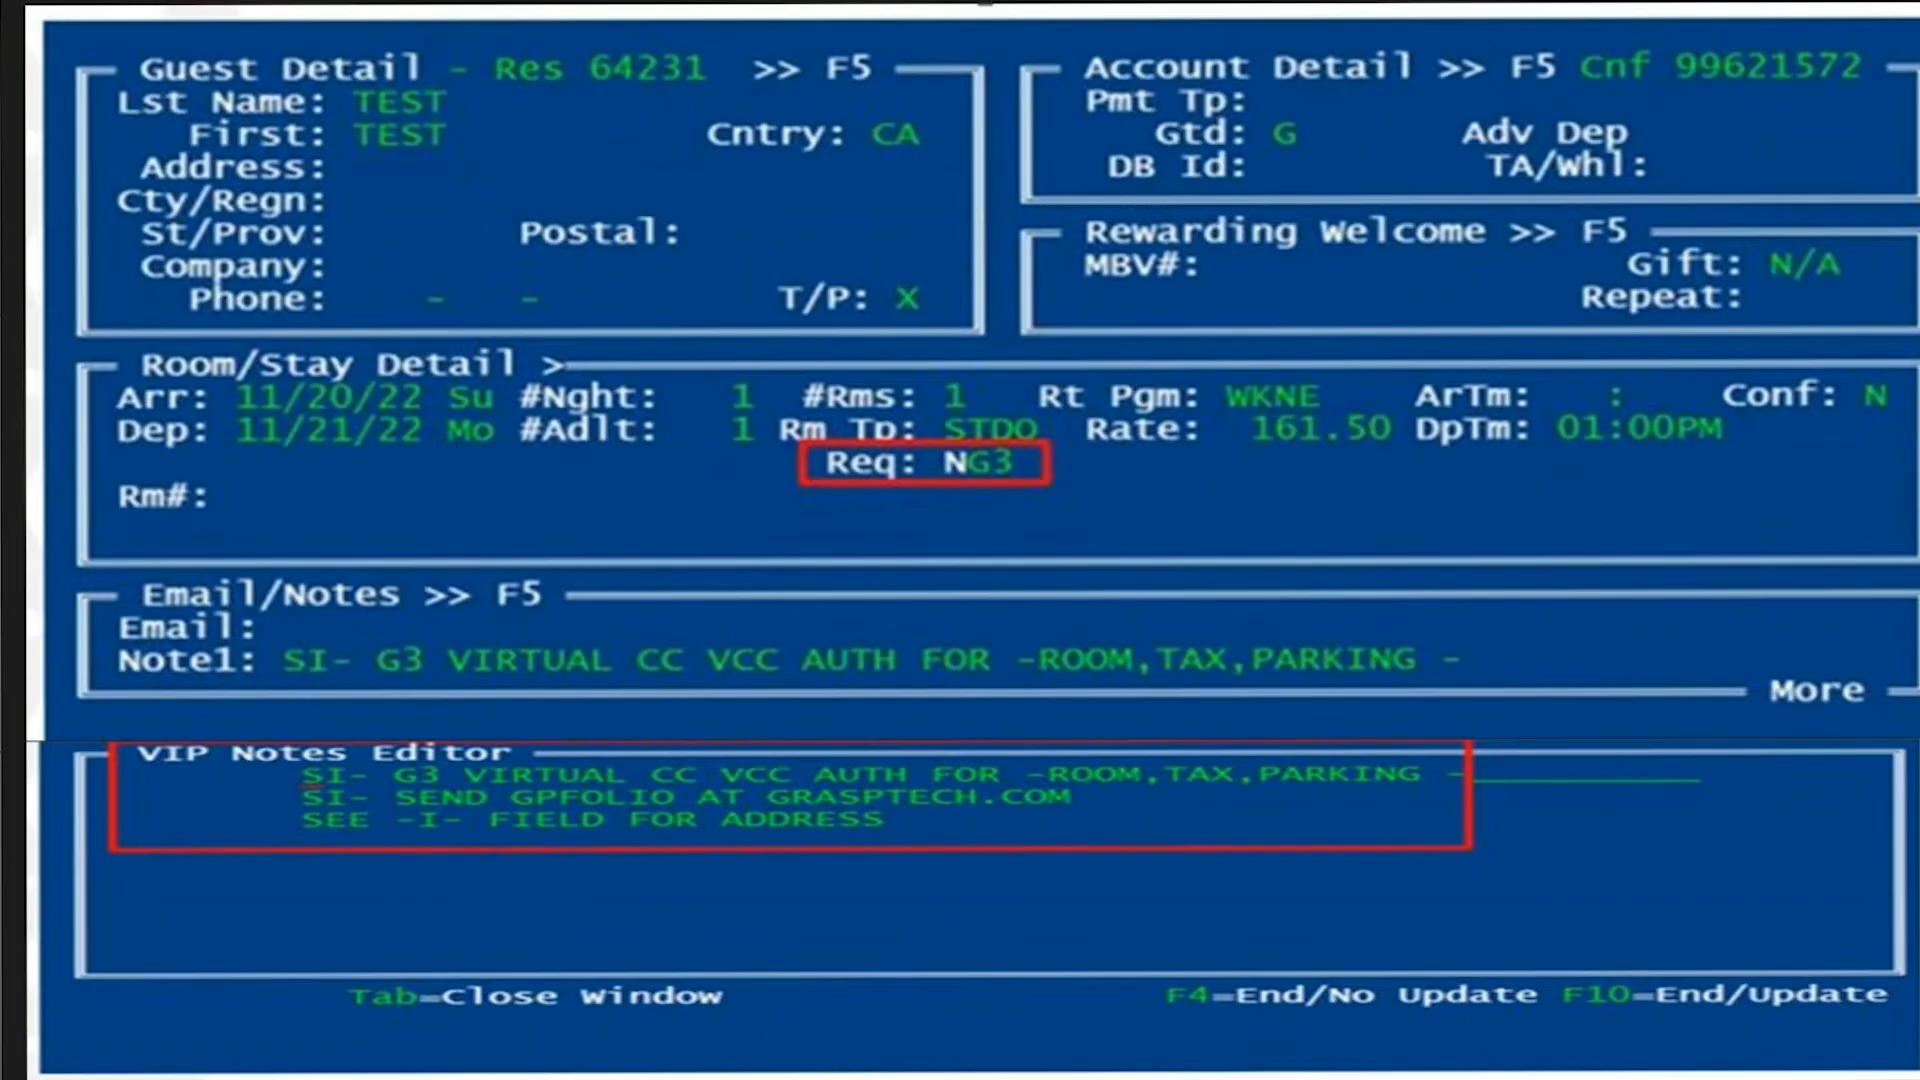 Guest Detail - Res 64231 >> F5
Lst Name: TEST
First: TEST Cntry: CA
Address:
Cty/Regn:
St/Prov: Postal:
Company:
Phone: - - T/P: X
Account Detail >> F5 Cnf 99621572
Pmt Tp:
Gtd: G Adv Dep
DB Id: TA/Whl:
Rewarding Welcome >> F5
MBV#: Gift: N/A
Repeat:
Room/Stay Detail >
Arr: 11/20/22 Su #Nght: 1 #Rms: 1 Rt Pgm: WKNE ArTm: : Conf: N
Dep: 11/21/22 Mo #Adlt: 1 Rm Tp: STDO Rate: 161.50 DpTm: 01:00PM
Req: NG3
Rm#:
Email/Notes >> F5
Email:
Note1: SI- G3 VIRTUAL CC VCC AUTH FOR -ROOM,TAX,PARKING -
More
VIP Notes Editor
SI- G3 VIRTUAL CC VCC AUTH FOR -ROOM,TAX,PARKING -
SI- SEND GPFOLIO AT GRASPTECH.COM
SEE -I- FIELD FOR ADDRESS
Tab=Close Window F4=End/No Update F10=End/Update